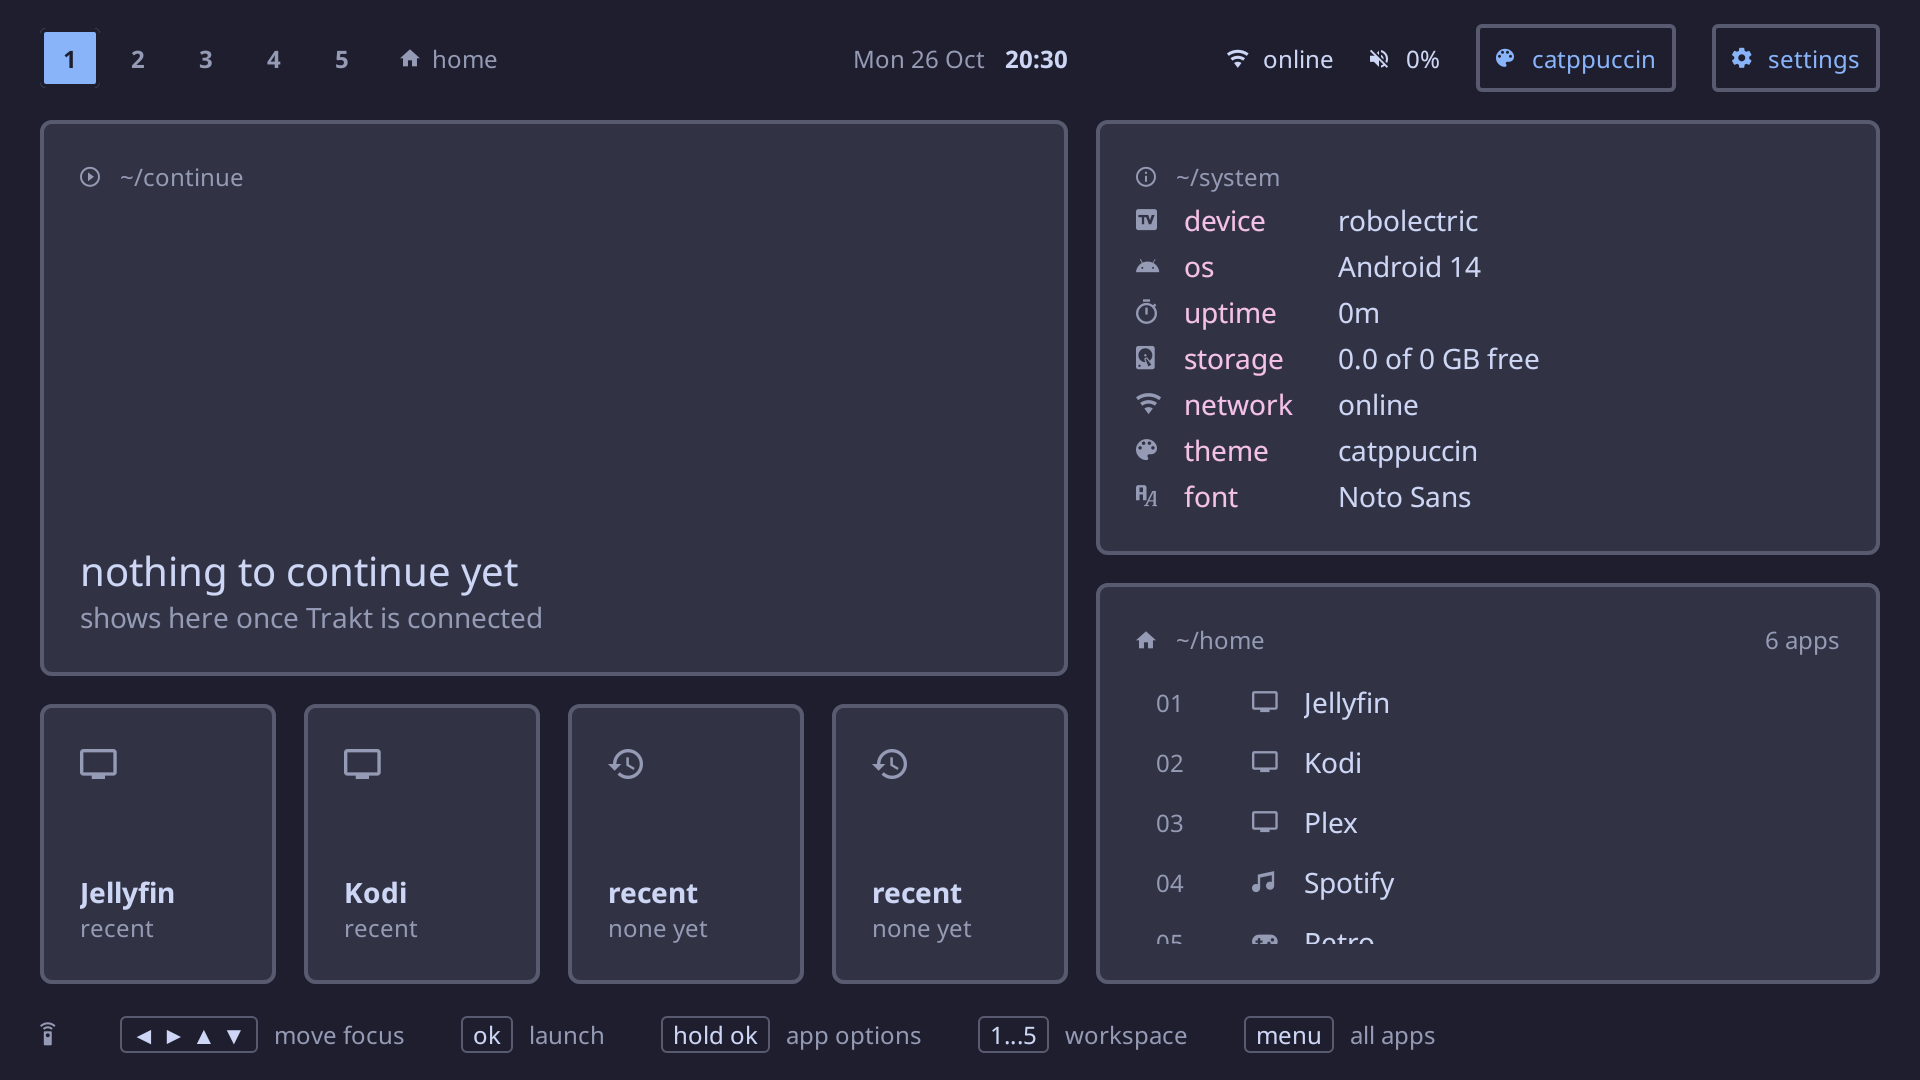 1 2 3 4 5 home
Mon 26 Oct 20:30
online 0% catppuccin settings
~/continue
nothing to continue yet
shows here once Trakt is connected
Jellyfin
recent
Kodi
recent
recent
none yet
recent
none yet
~/system
device robolectric
os Android 14
uptime 0m
storage 0.0 of 0 GB free
network online
theme catppuccin
font Noto Sans
~/home 6 apps
01 Jellyfin
02 Kodi
03 Plex
04 Spotify
05 Retro
◀ ▶ ▲ ▼ move focus ok launch hold ok app options 1...5 workspace menu all apps